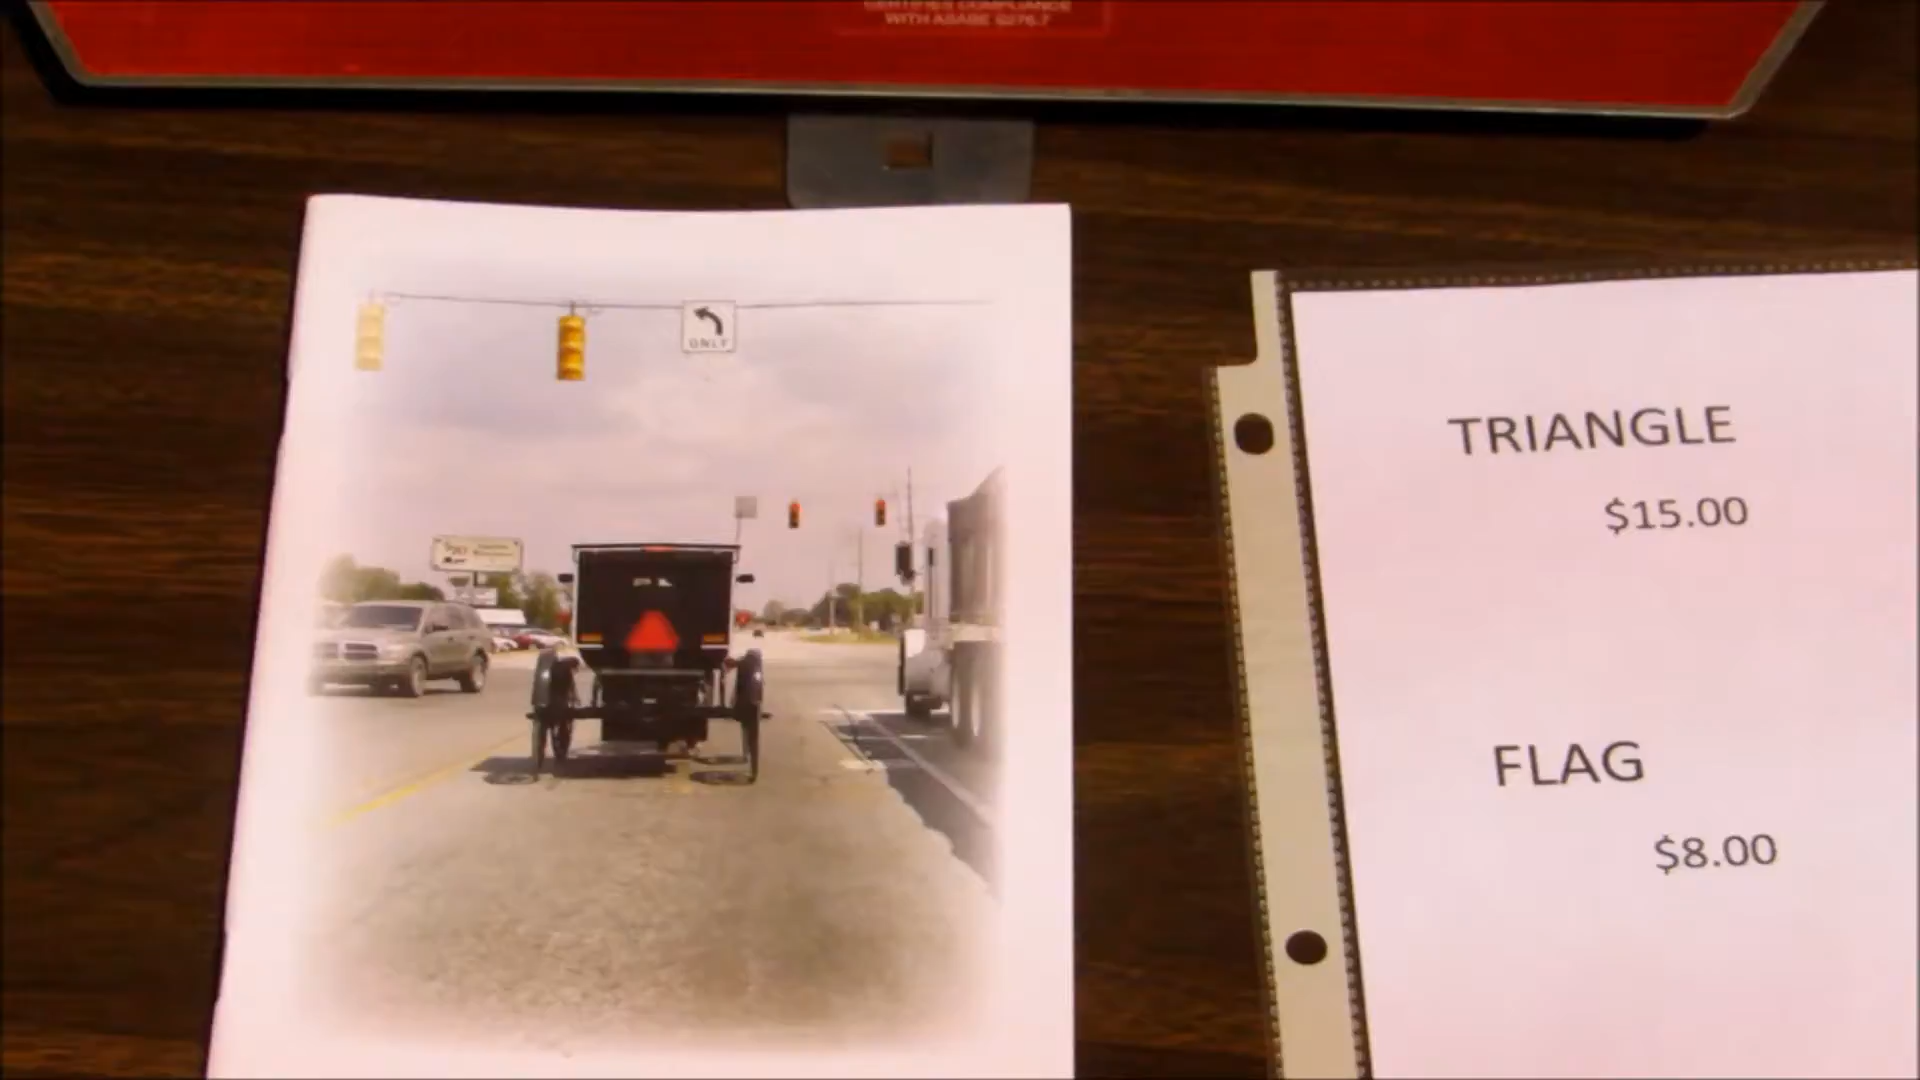 CERTIFIES COMPLIANCE
WITH ASABE S276.7
ONLY
TRIANGLE
$15.00
FLAG
$8.00